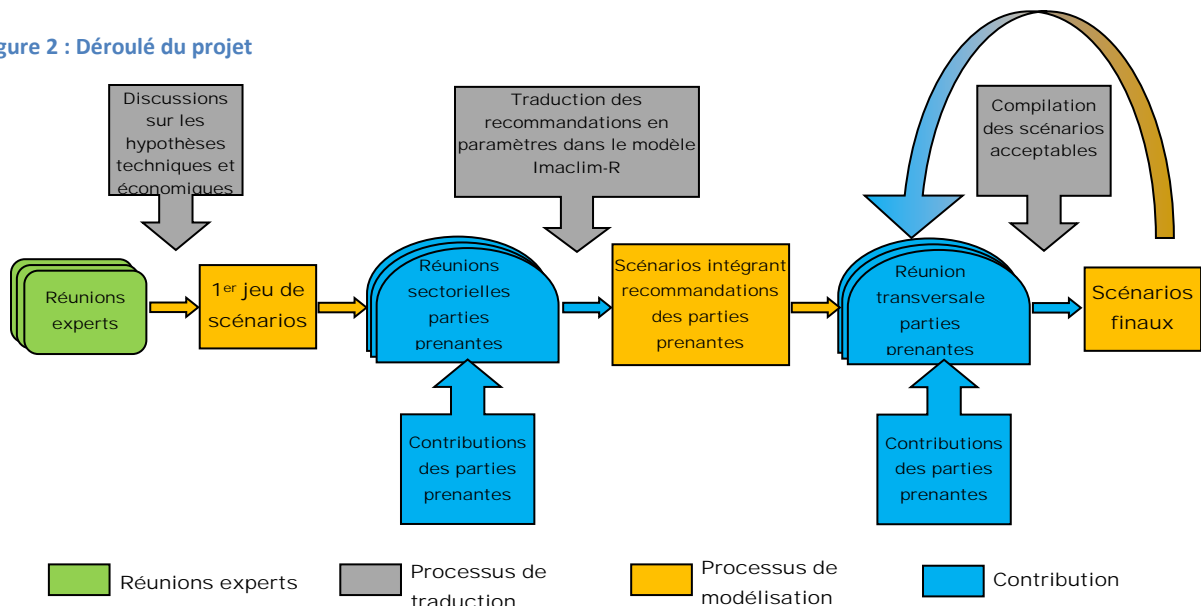 gure 2 : Déroulé du projet
Discussions
sur les
hypothèses
techniques et
économiques
Traduction des
recommandations en
paramètres dans le modèle
Imaclim-R
Compilation
des scénarios
acceptables
Réunions
experts
1er jeu de
scénarios
Réunions
sectorielles
parties
prenantes
Scénarios intégrant
recommandations
des parties
prenantes
Réunion
transversale
parties
prenantes
Scénarios
finaux
Contributions
des parties
prenantes
Contributions
des parties
prenantes
Réunions experts
Processus de
traduction
Processus de
modélisation
Contribution